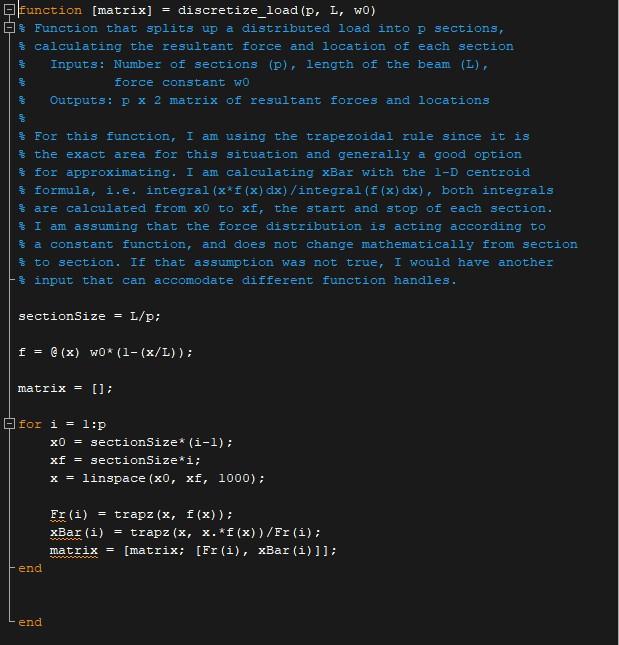 function [matrix] = discretize_load(p, L, w0)
% Function that splits up a distributed load into p sections,
% calculating the resultant force and location of each section
%   Inputs: Number of sections (p), length of the beam (L),
%           force constant w0
%   Outputs: p x 2 matrix of resultant forces and locations
%
% For this function, I am using the trapezoidal rule since it is
% the exact area for this situation and generally a good option
% for approximating. I am calculating xBar with the 1-D centroid
% formula, i.e. integral(x*f(x)dx)/integral(f(x)dx), both integrals
% are calculated from x0 to xf, the start and stop of each section.
% I am assuming that the force distribution is acting according to
% a constant function, and does not change mathematically from section
% to section. If that assumption was not true, I would have another
% input that can accomodate different function handles.
sectionSize = L/p;
f = @(x) w0*(1-(x/L));
matrix = [];
for i = 1:p
    x0 = sectionSize*(i-1);
    xf = sectionSize*i;
    x = linspace(x0, xf, 1000);
    Fr(i) = trapz(x, f(x));
    xBar(i) = trapz(x, x.*f(x))/Fr(i);
    matrix = [matrix; [Fr(i), xBar(i)]];
end
end